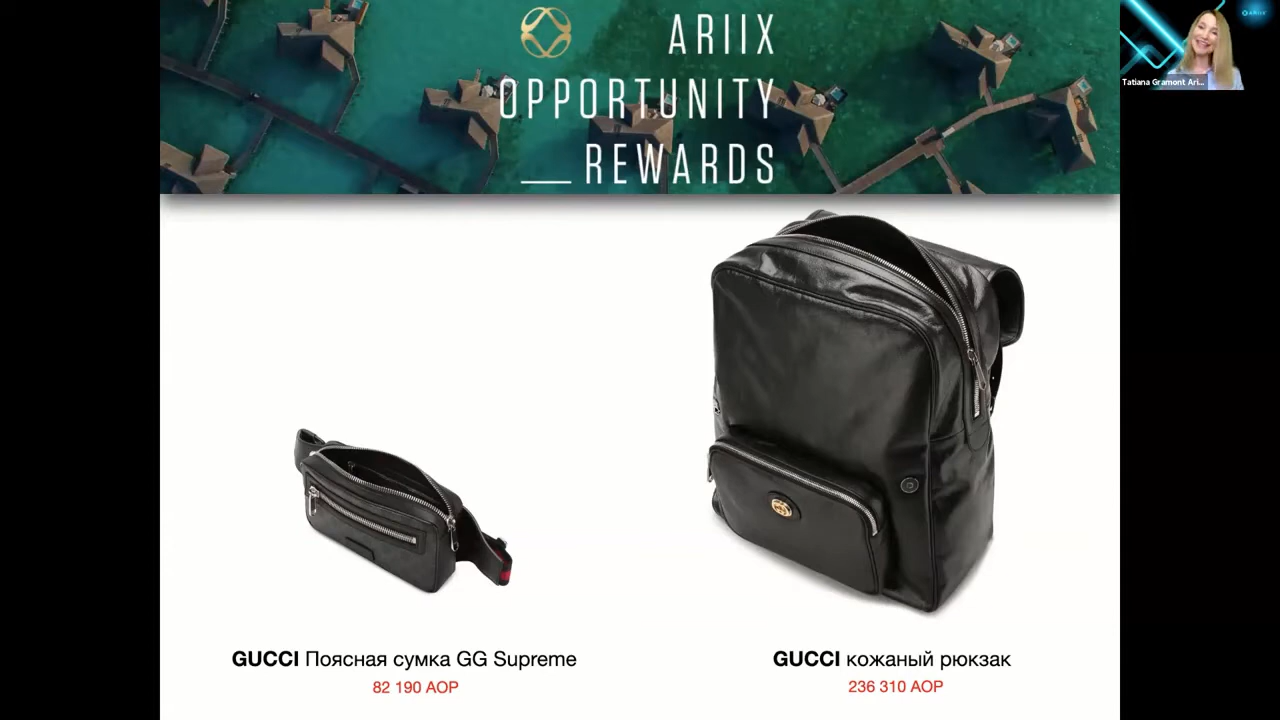 ARIIX
OPPORTUNITY
REWARDS
ARIIX
Tatiana Gramont Ari...
GUCCI Поясная сумка GG Supreme
82 190 AOP
GUCCI кожаный рюкзак
236 310 AOP